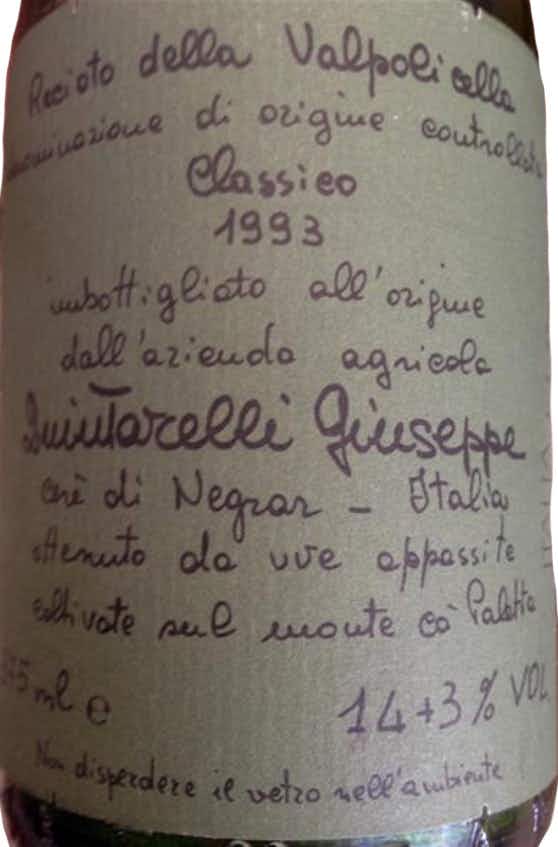 Recioto della Valpolicella
denominazione di origine controllata
Classico
1993
imbottigliato all'origine
dall'azienda agricola
Quintarelli Giuseppe
cerè di Negrar - Italia
ottenuto da uve appassite
coltivate sul monte cà Paletta
ml e
14+3% VOL
Non disperdere il vetro nell'ambiente